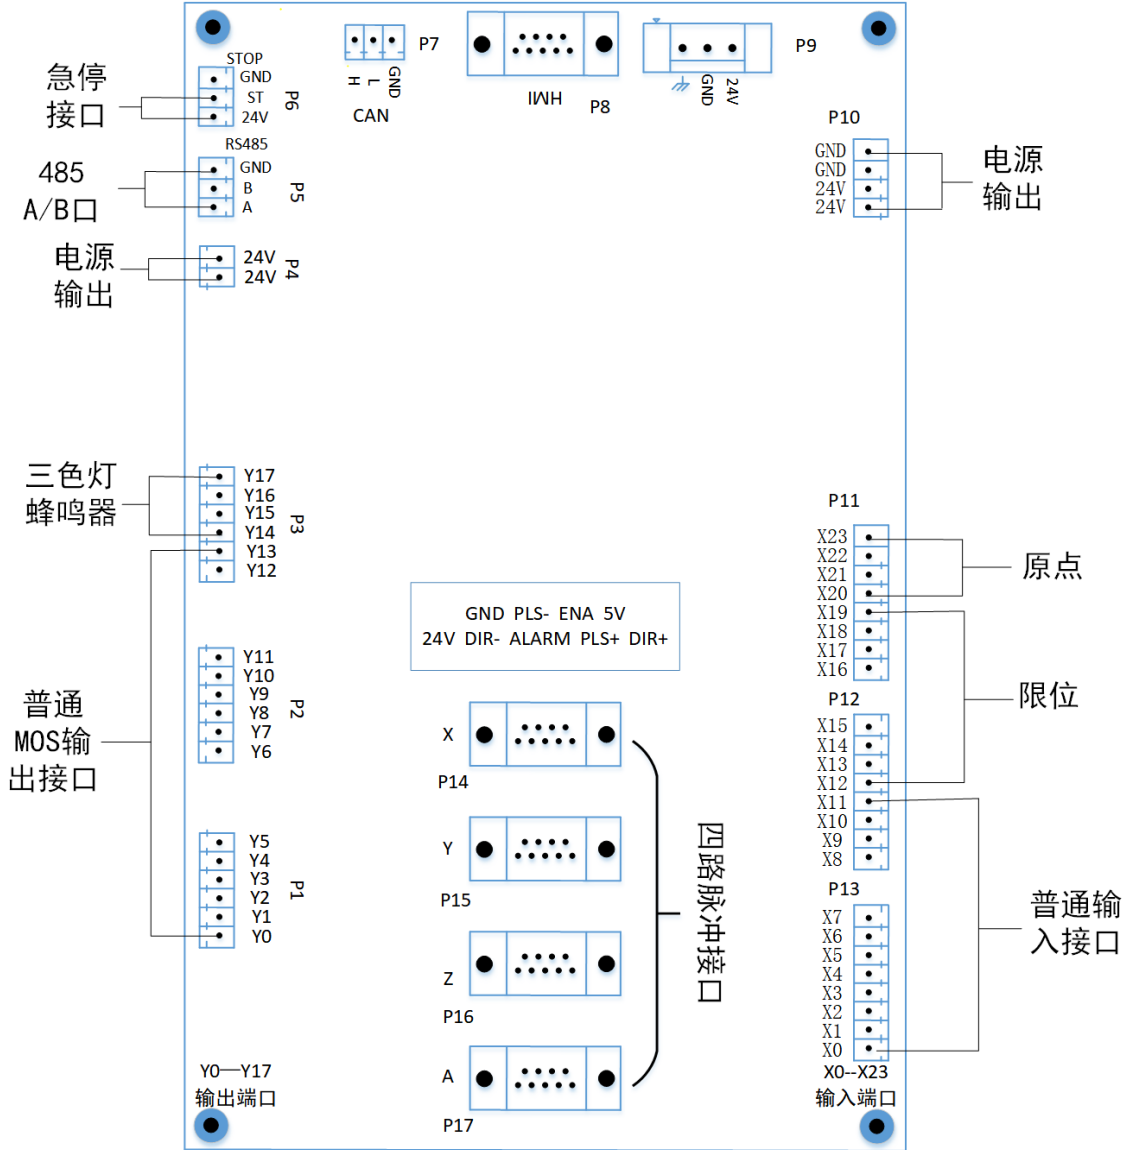 STOP
GND
ST
24V
P6
急停
接口
RS485
GND
B
A
P5
485
A/B口
24V
24V
P4
电源
输出
H
L
GND
P7
CAN
HMI
P8
GND
24V
P9
P10
GND
GND
24V
24V
电源
输出
三色灯
蜂鸣器
Y17
Y16
Y15
Y14
Y13
Y12
P3
Y11
Y10
Y9
Y8
Y7
Y6
P2
普通
MOS输
出接口
Y5
Y4
Y3
Y2
Y1
Y0
P1
Y0—Y17
输出端口
GND PLS- ENA 5V
24V DIR- ALARM PLS+ DIR+
X
P14
Y
P15
Z
P16
A
P17
四路脉冲接口
P11
X23
X22
X21
X20
X19
X18
X17
X16
原点
限位
P12
X15
X14
X13
X12
X11
X10
X9
X8
P13
X7
X6
X5
X4
X3
X2
X1
X0
普通输
入接口
X0--X23
输入端口